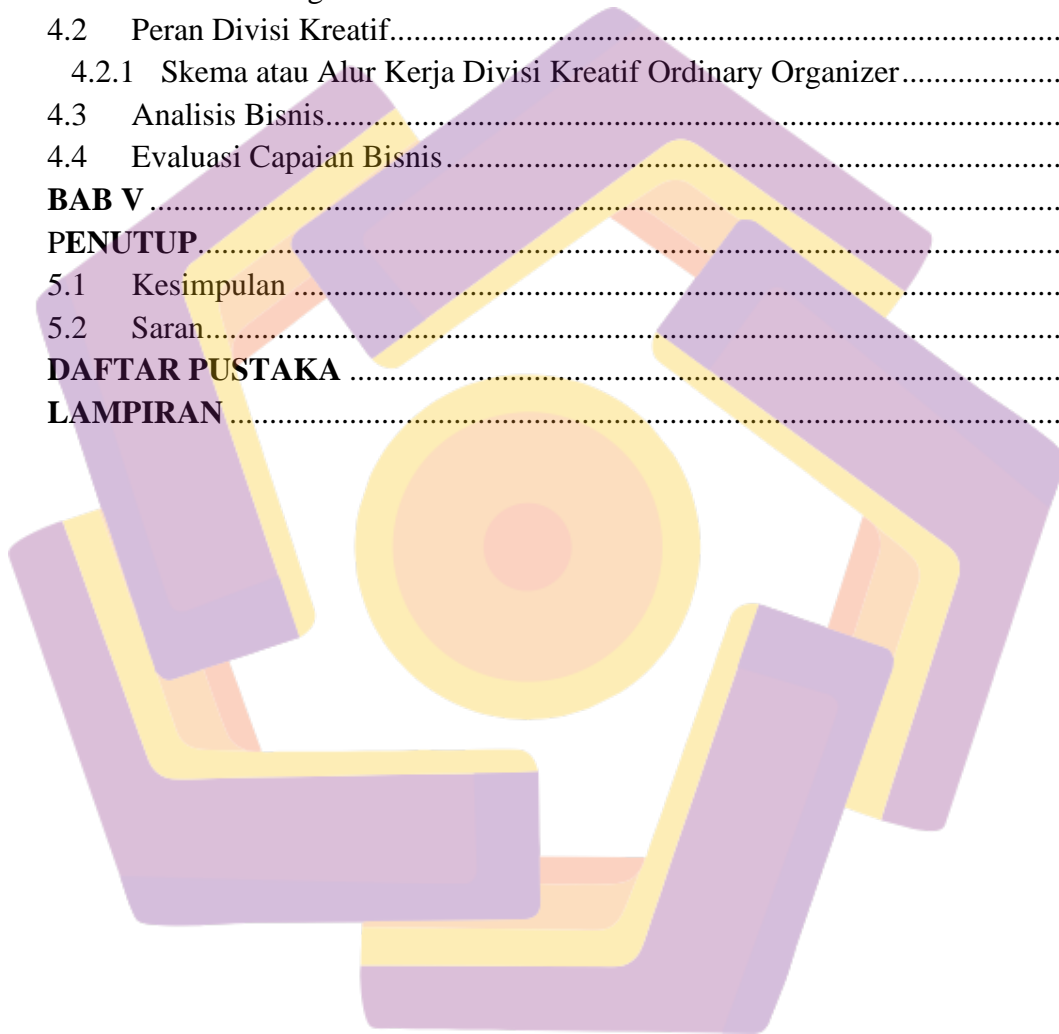 4.2 Peran Divisi Kreatif
4.2.1 Skema atau Alur Kerja Divisi Kreatif Ordinary Organizer
4.3 Analisis Bisnis
4.4 Evaluasi Capaian Bisnis
BAB V
PENUTUP
5.1 Kesimpulan
5.2 Saran
DAFTAR PUSTAKA
LAMPIRAN